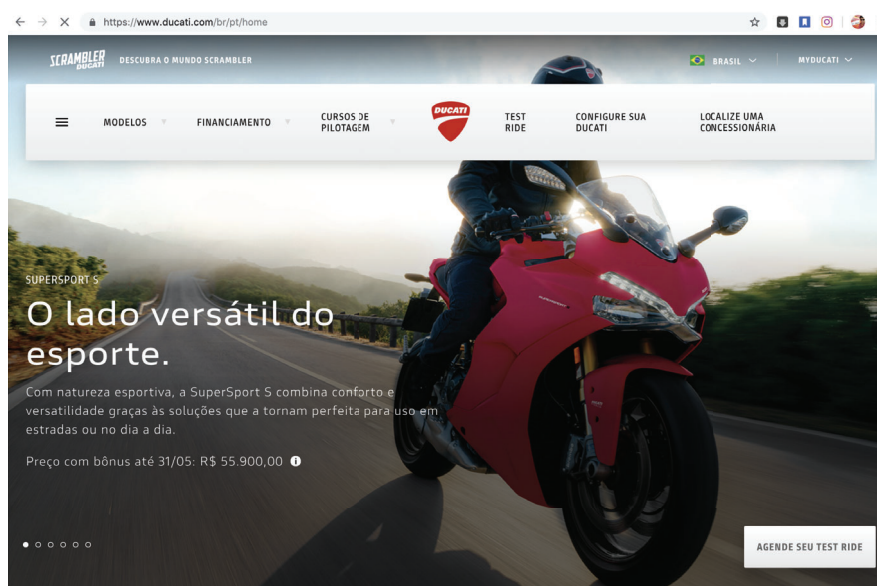 https://www.ducati.com/br/pt/home
SCRAMBLER
DUCATI
DESCUBRA O MUNDO SCRAMBLER
BRASIL
MYDUCATI
MODELOS
FINANCIAMENTO
CURSOS DE
PILOTAGEM
DUCATI
TEST
RIDE
CONFIGURE SUA
DUCATI
LOCALIZE UMA
CONCESSIONÁRIA
SUPERSPORT S
O lado versátil do
esporte.
Com natureza esportiva, a SuperSport S combina conforto e
versatilidade graças às soluções que a tornam perfeita para uso em
estradas ou no dia a dia.
Preço com bônus até 31/05: R$ 55.900,00
AGENDE SEU TEST RIDE